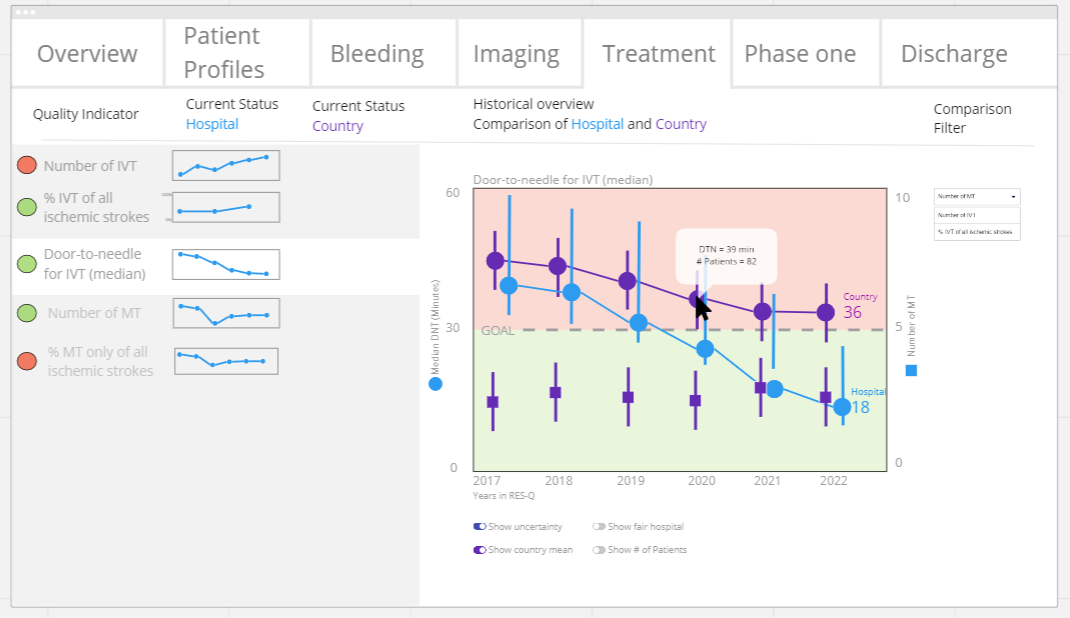 Overview
Patient
Profiles
Bleeding
Imaging
Treatment
Phase one
Discharge
Quality Indicator
Current Status
Hospital
Current Status
Country
Historical overview
Comparison of Hospital and Country
Comparison
Filter
Number of IVT
% IVT of all
ischemic strokes
Door-to-needle
for IVT (median)
Number of MT
% MT only of all
ischemic strokes
Door-to-needle for IVT (median)
60
30
0
Median DNT (Minutes)
GOAL
DTN = 39 min
# Patients = 82
Country
36
Hospital
18
10
5
0
Number of MT
2017
2018
2019
2020
2021
2022
Years in RES-Q
Show uncertainty
Show fair hospital
Show country mean
Show # of Patients
Number of MT
Number of IVT
% IVT of all ischemic strokes